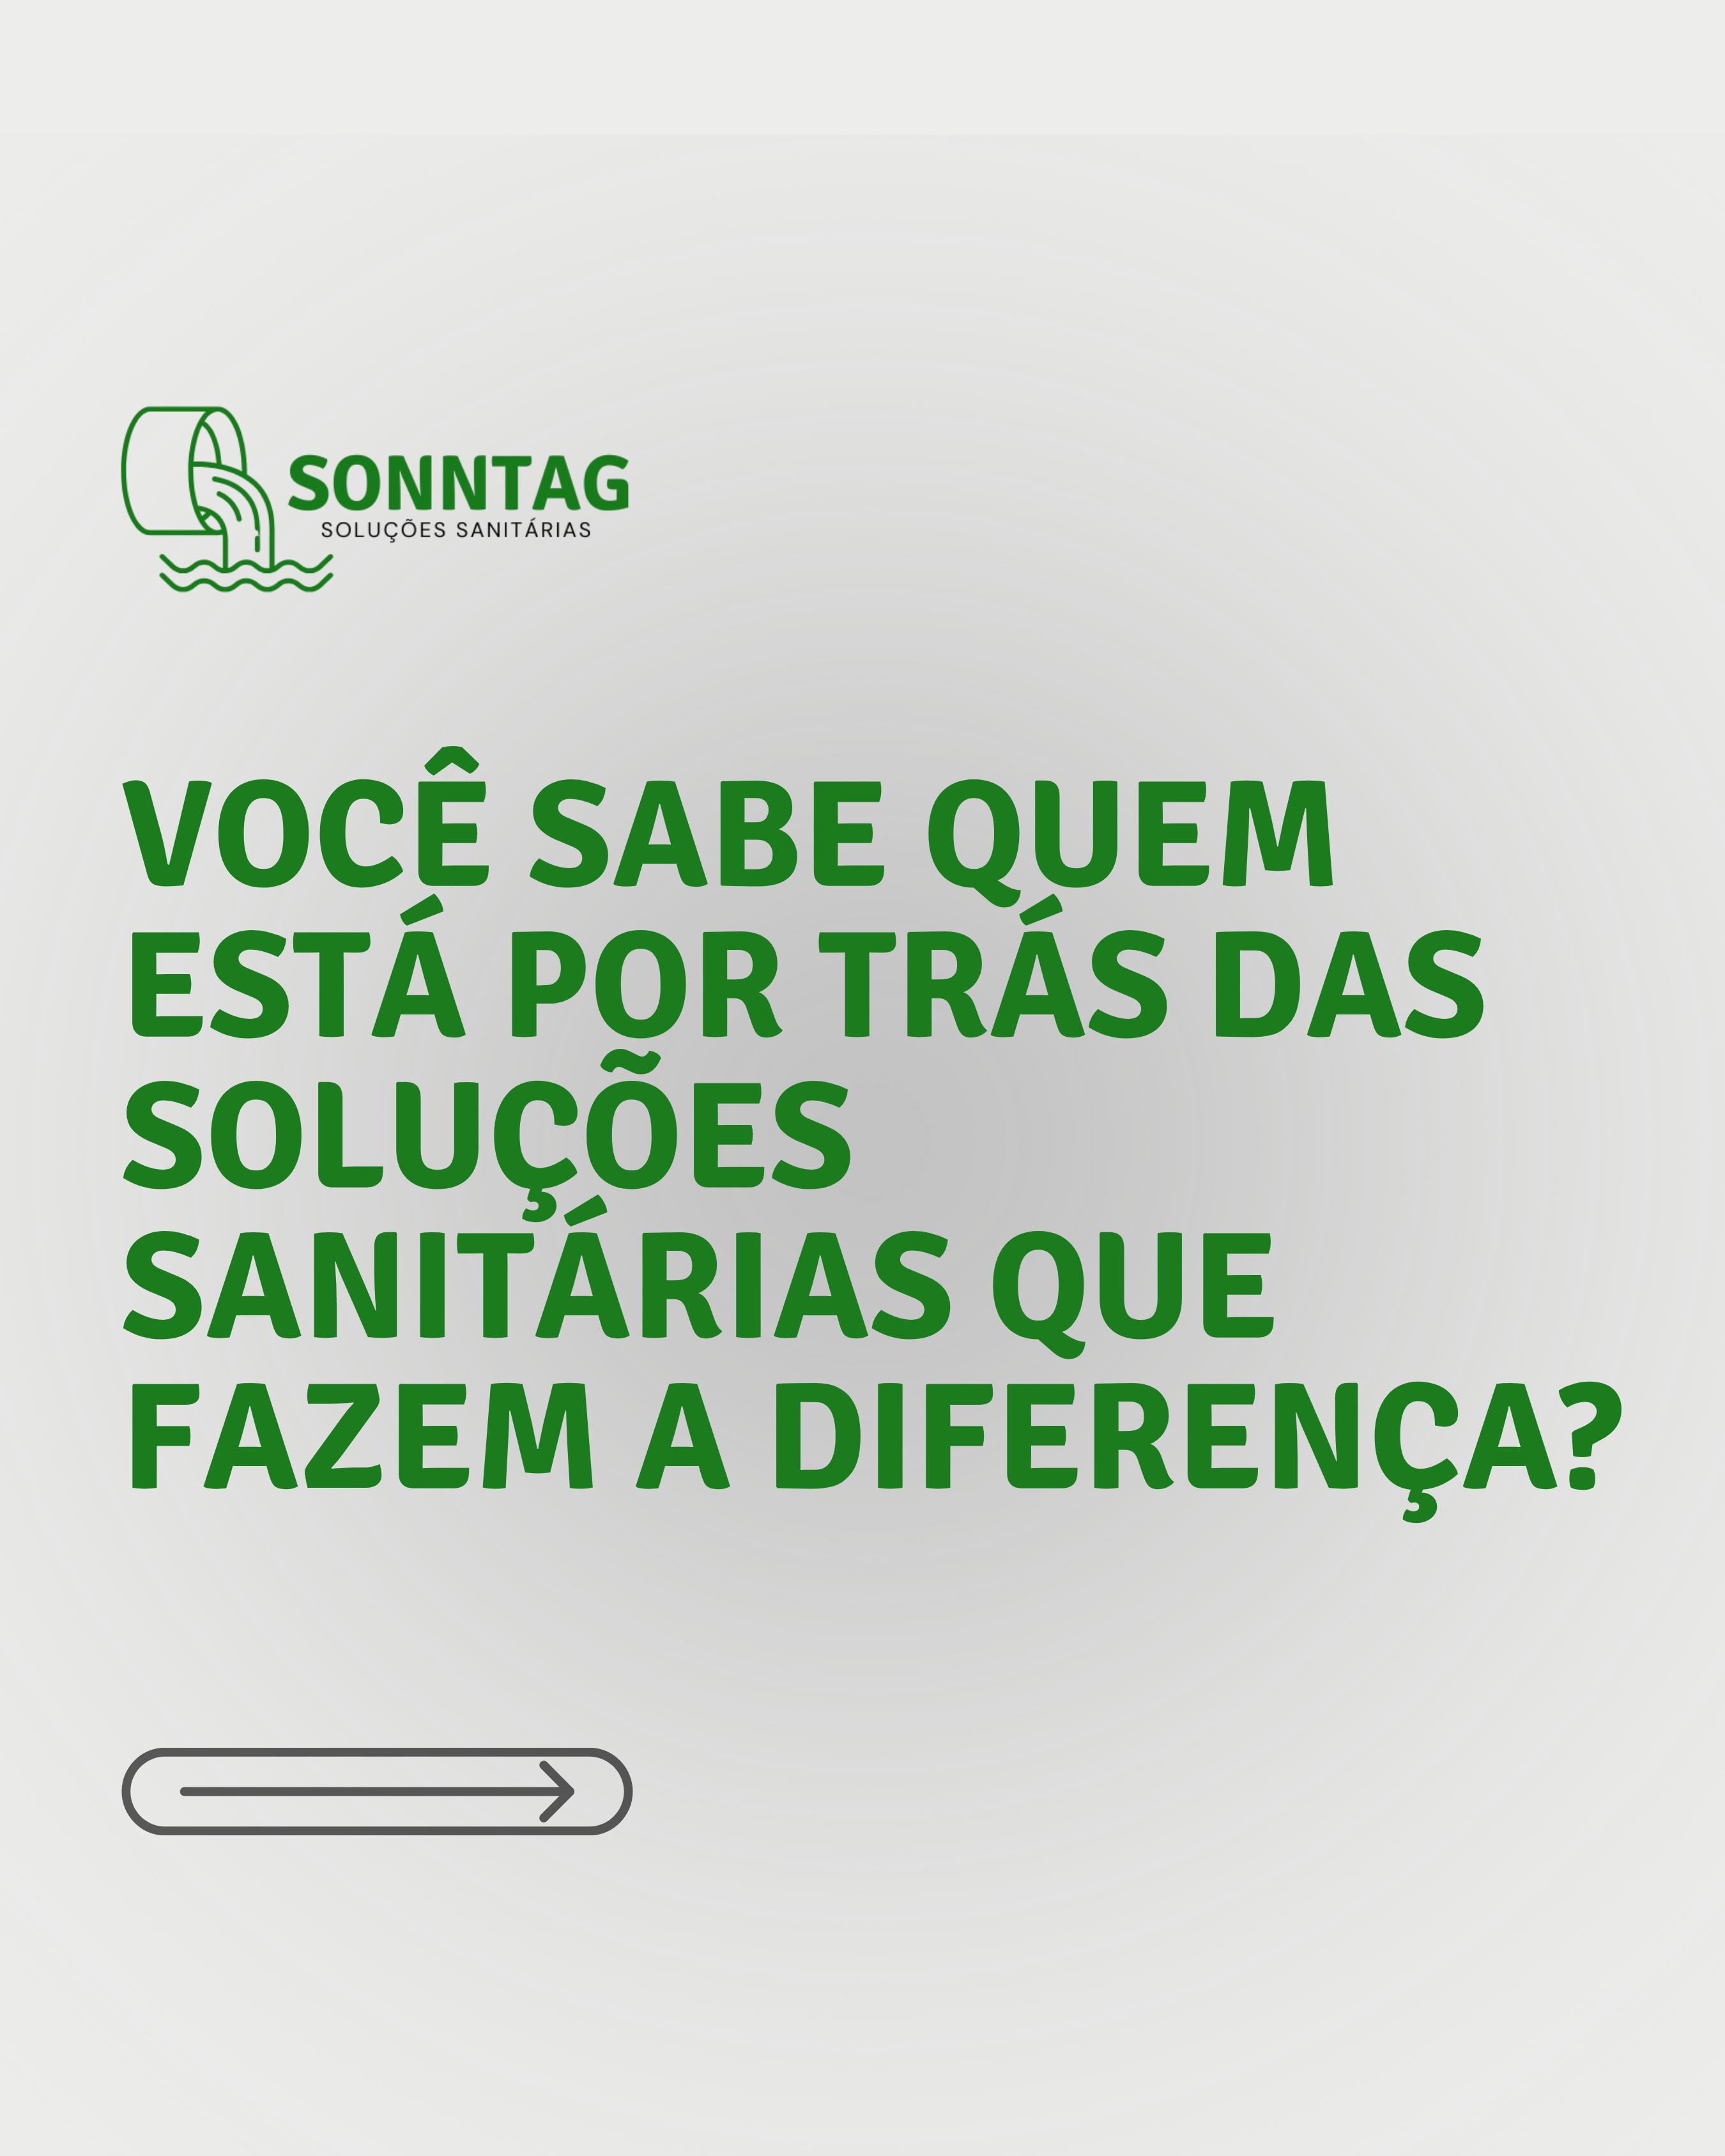 SONNTAG
SOLUÇÕES SANITÁRIAS
VOCÊ SABE QUEM
ESTÁ POR TRÁS DAS
SOLUÇÕES
SANITÁRIAS QUE
FAZEM A DIFERENÇA?